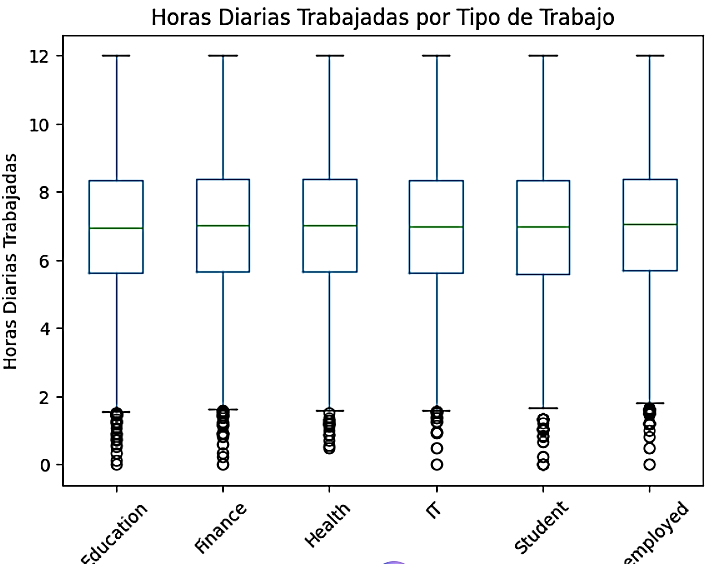 Horas Diarias Trabajadas por Tipo de Trabajo
Horas Diarias Trabajadas
12
10
8
6
4
2
0
Education
Finance
Health
IT
Student
employed